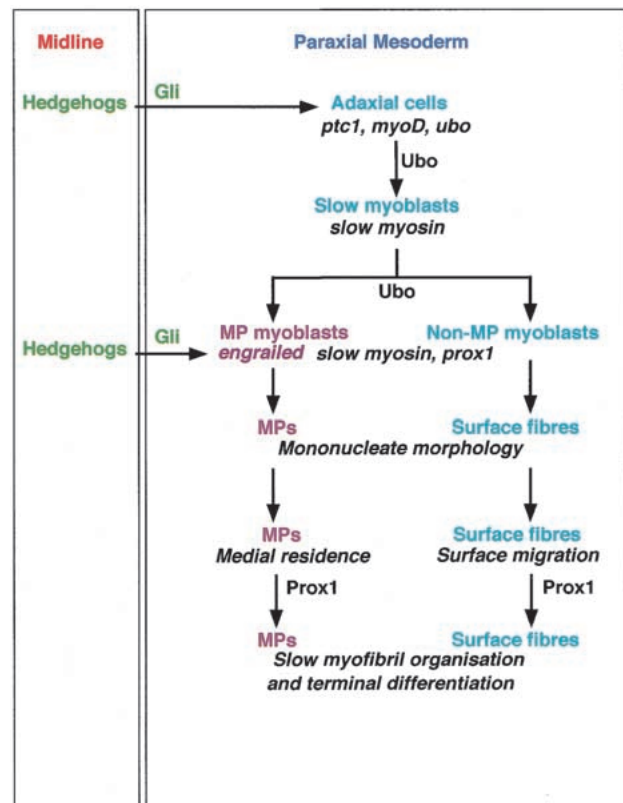 Midline
Paraxial Mesoderm
Hedgehogs
Gli
Adaxial cells
ptc1, myoD, ubo
Ubo
Slow myoblasts
slow myosin
Ubo
Hedgehogs
Gli
MP myoblasts
Non-MP myoblasts
engrailed slow myosin, prox1
MPs
Surface fibres
Mononucleate morphology
MPs
Surface fibres
Medial residence
Surface migration
Prox1
Prox1
MPs
Surface fibres
Slow myofibril organisation
and terminal differentiation